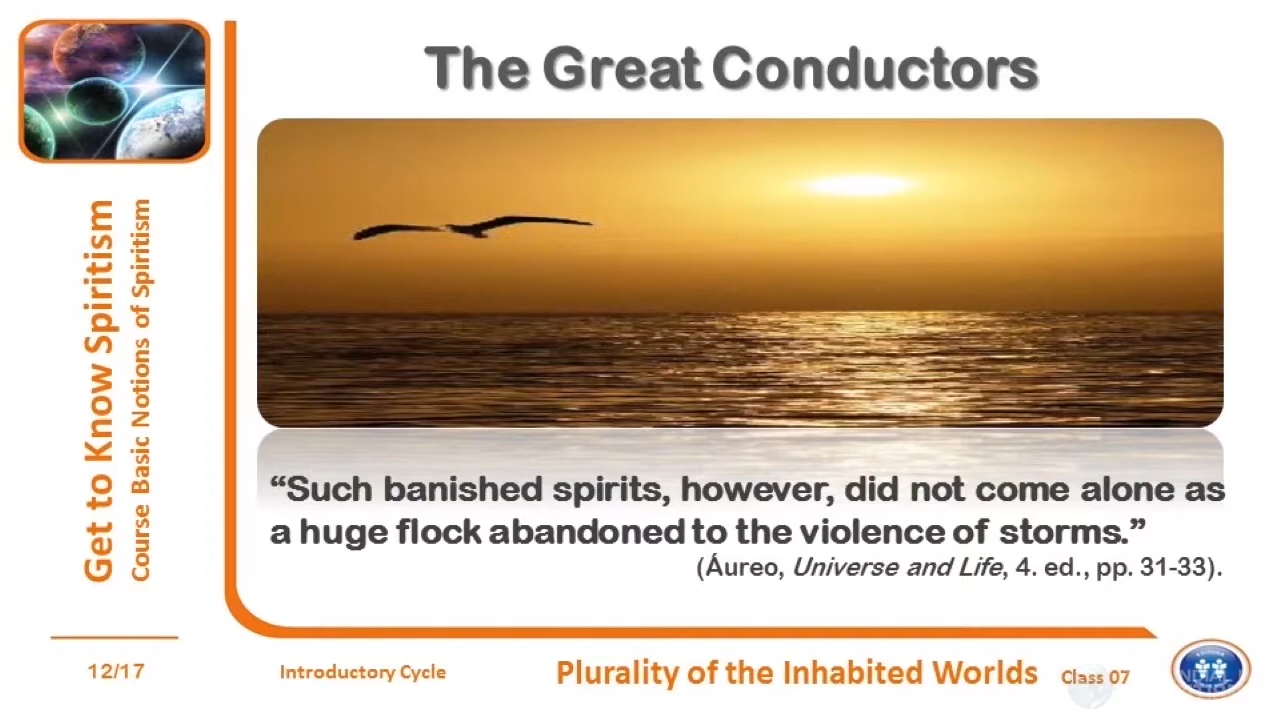 The Great Conductors
Get to Know Spiritism
Course Basic Notions of Spiritism
“Such banished spirits, however, did not come alone as
a huge flock abandoned to the violence of storms.”
(Áureo, Universe and Life, 4. ed., pp. 31-33).
12/17
Introductory Cycle
Plurality of the Inhabited Worlds
Class 07